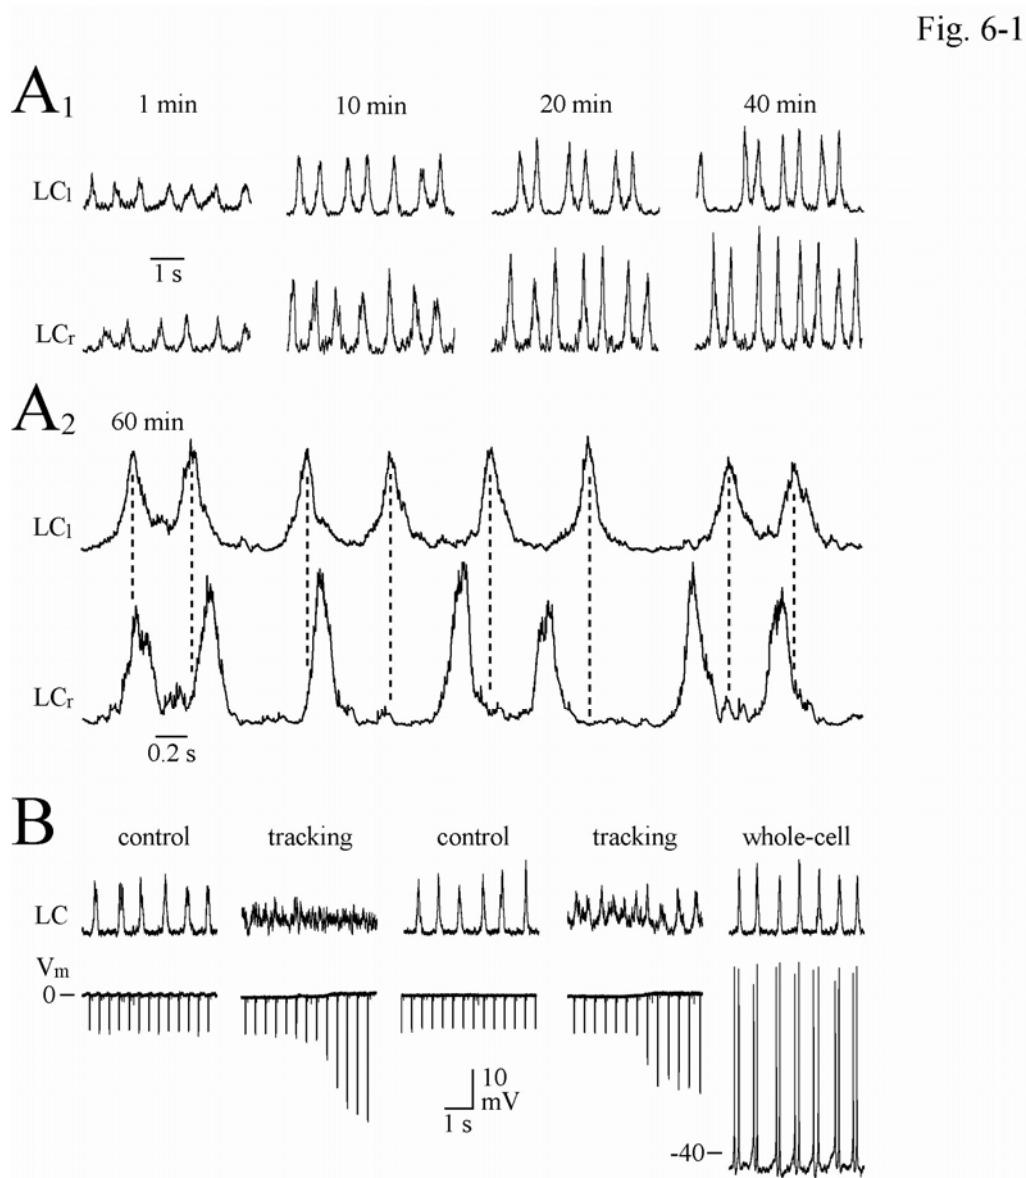 Fig. 6-1
A1
1 min 10 min 20 min 40 min
LCl
1 s
LCr
A2
60 min
LCl
LCr
0.2 s
B
control tracking control tracking whole-cell
LC
Vm
0
10
mV
1 s
-40